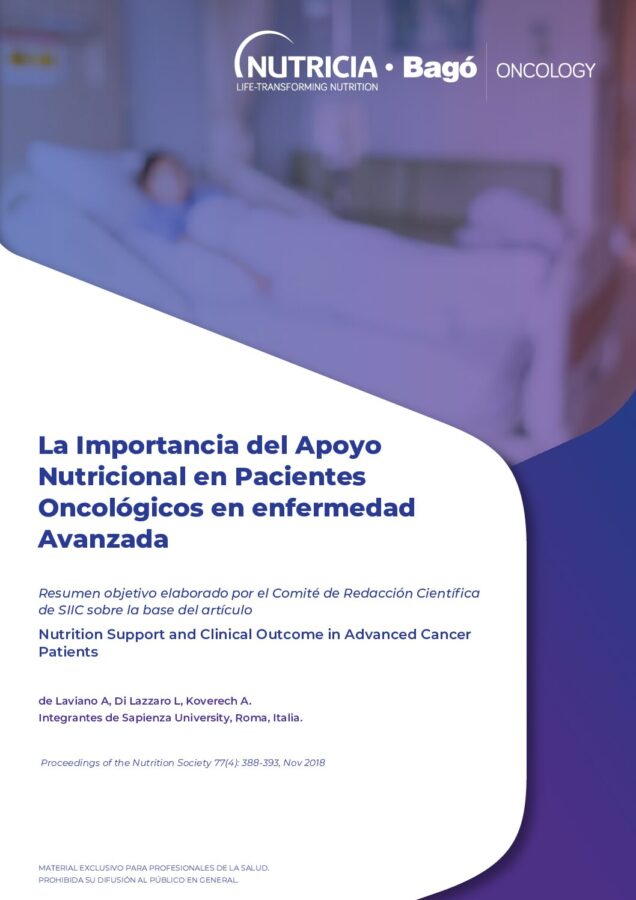 NUTRICIA • Bagó ONCOLOGY
LIFE-TRANSFORMING NUTRITION
La Importancia del Apoyo
Nutricional en Pacientes
Oncológicos en enfermedad
Avanzada
Resumen objetivo elaborado por el Comité de Redacción Científica
de SIIC sobre la base del artículo
Nutrition Support and Clinical Outcome in Advanced Cancer
Patients
de Laviano A, Di Lazzaro L, Koverech A.
Integrantes de Sapienza University, Roma, Italia.
Proceedings of the Nutrition Society 77(4): 388-393, Nov 2018
MATERIAL EXCLUSIVO PARA PROFESIONALES DE LA SALUD.
PROHIBIDA SU DIFUSIÓN AL PÚBLICO EN GENERAL.